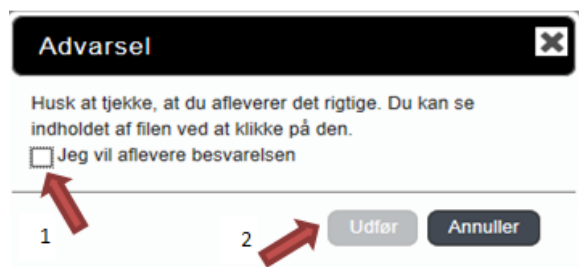 Advarsel
Husk at tjekke, at du afleverer det rigtige. Du kan se
indholdet af filen ved at klikke på den.
Jeg vil aflevere besvarelsen
1
2
Udfør
Annuller